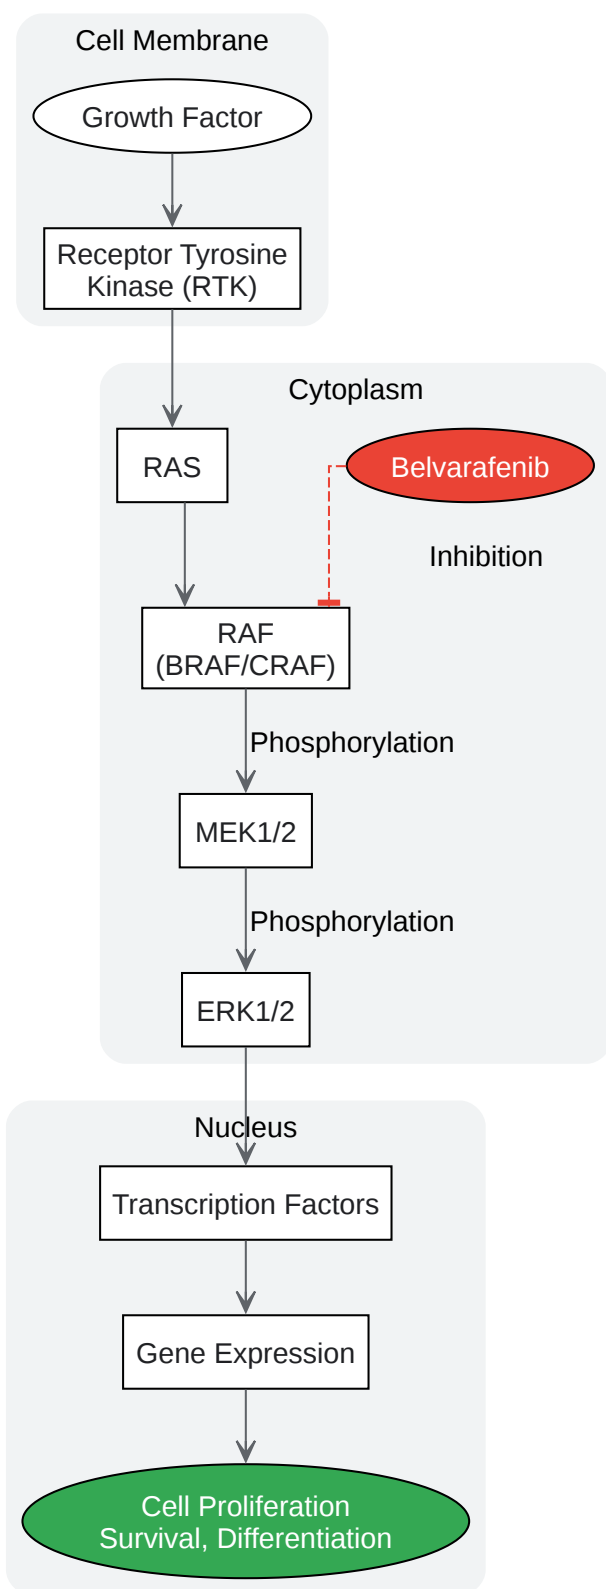 Cell Membrane
Growth Factor
Receptor Tyrosine
Kinase (RTK)
Cytoplasm
RAS
Belvarafenib
Inhibition
RAF
(BRAF/CRAF)
Phosphorylation
MEK1/2
Phosphorylation
ERK1/2
Nucleus
Transcription Factors
Gene Expression
Cell Proliferation
Survival, Differentiation